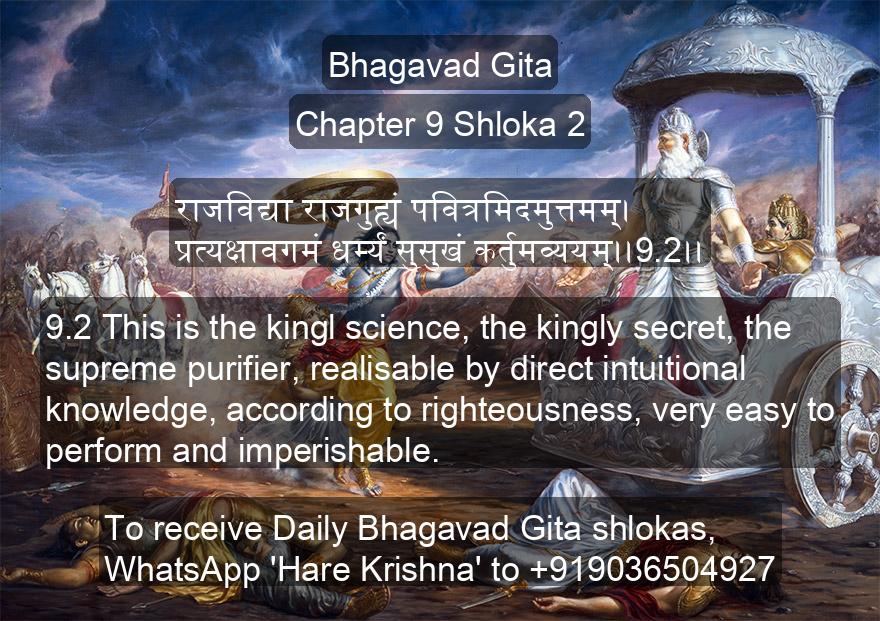 Bhagavad Gita
Chapter 9 Shloka 2
राजविद्या राजगुह्यं पवित्रमिदमुत्तमम्।
प्रत्यक्षावगमं धर्म्यं सुसुखं कर्तुमव्ययम्।।9.2।।
9.2 This is the kingl science, the kingly secret, the
supreme purifier, realisable by direct intuitional
knowledge, according to righteousness, very easy to
perform and imperishable.
To receive Daily Bhagavad Gita shlokas,
WhatsApp 'Hare Krishna' to +919036504927